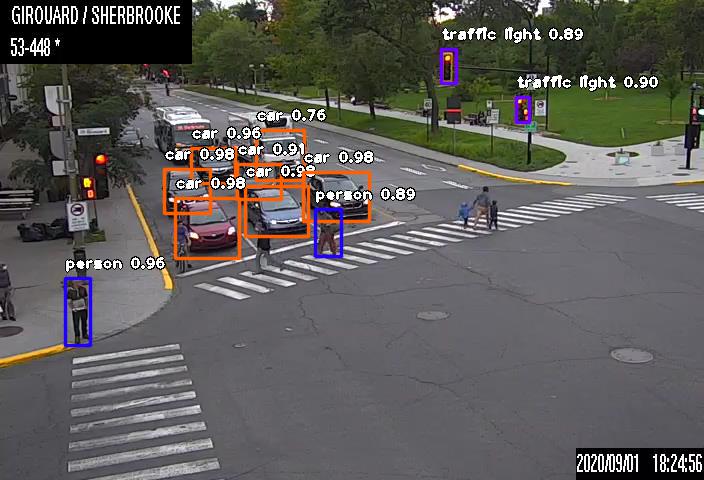 GIROUARD / SHERBROOKE
53-448 *
traffic light 0.89
traffic light 0.90
car 0.76
car 0.96
car 0.91
car 0.98
car 0.98
car 0.98
person 0.89
person 0.96
2020/09/01 18:24:56